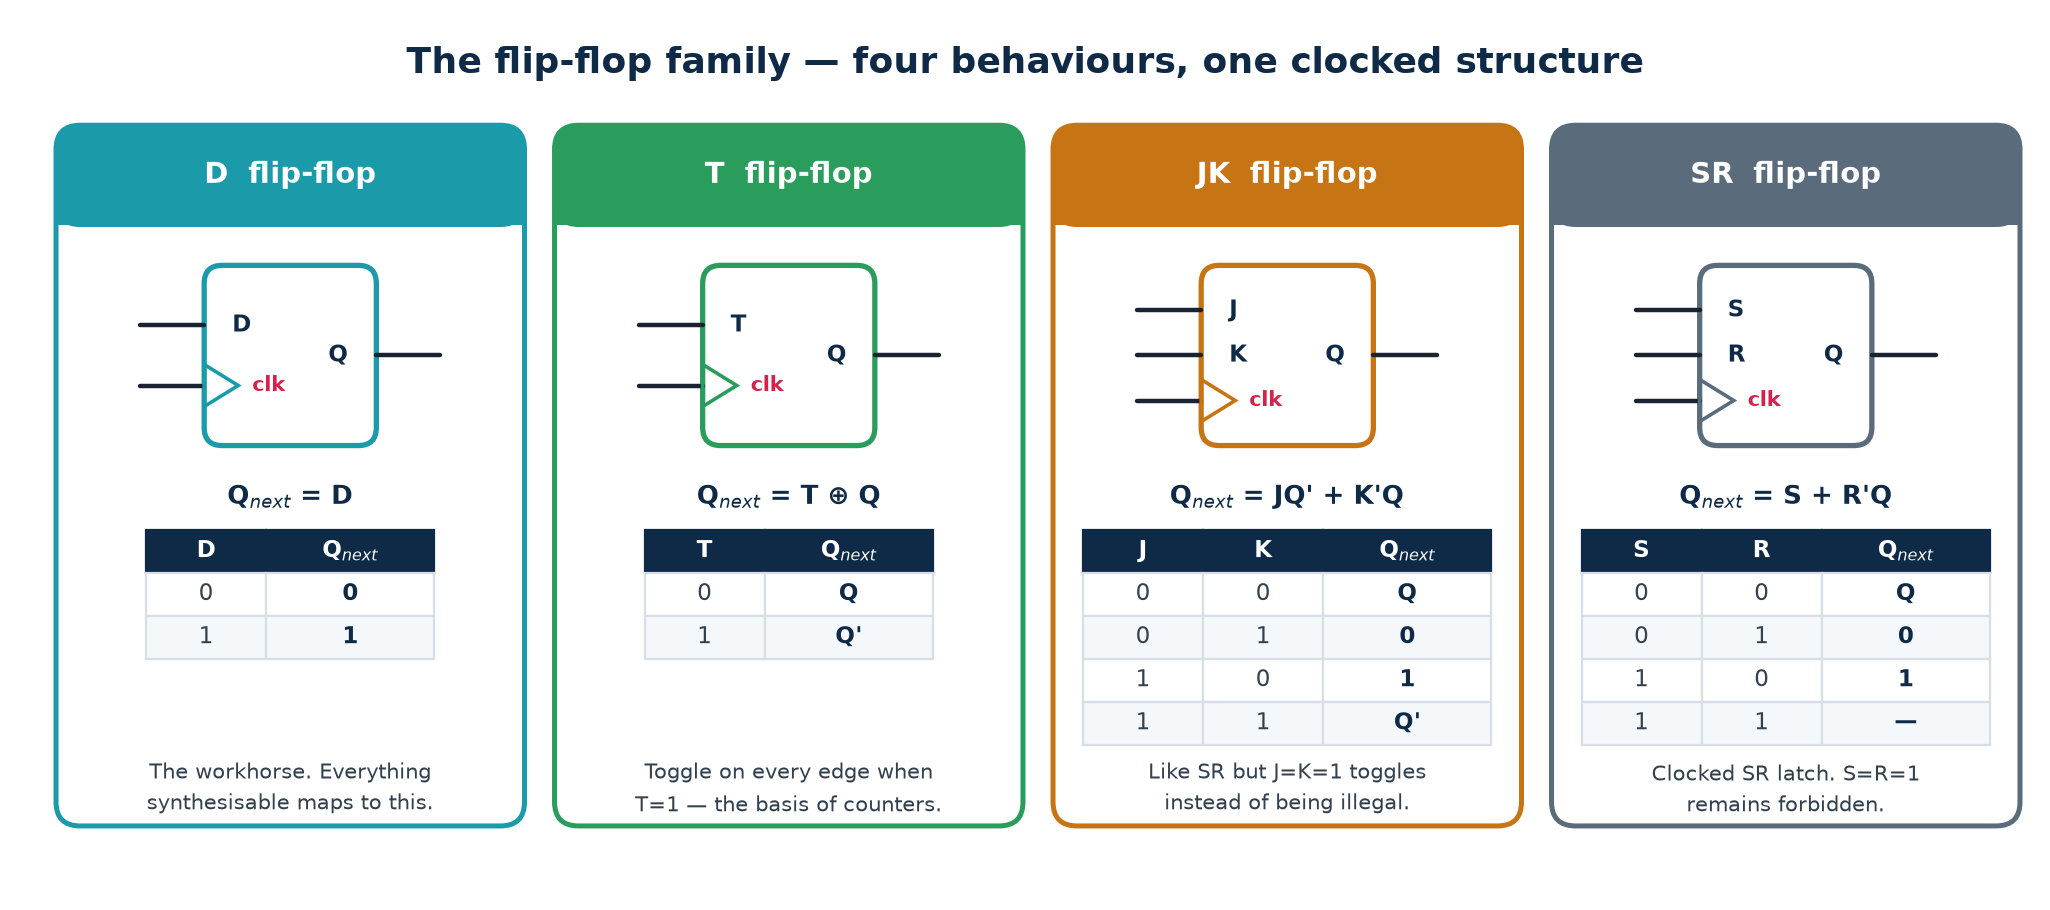 The flip-flop family — four behaviours, one clocked structure
D flip-flop
D
Q
clk
Qnext = D
D Qnext
0 0
1 1
The workhorse. Everything
synthesisable maps to this.
T flip-flop
T
Q
clk
Qnext = T ⊕ Q
T Qnext
0 Q
1 Q'
Toggle on every edge when
T=1 — the basis of counters.
JK flip-flop
J
K Q
clk
Qnext = JQ' + K'Q
J K Qnext
0 0 Q
0 1 0
1 0 1
1 1 Q'
Like SR but J=K=1 toggles
instead of being illegal.
SR flip-flop
S
R Q
clk
Qnext = S + R'Q
S R Qnext
0 0 Q
0 1 0
1 0 1
1 1 —
Clocked SR latch. S=R=1
remains forbidden.